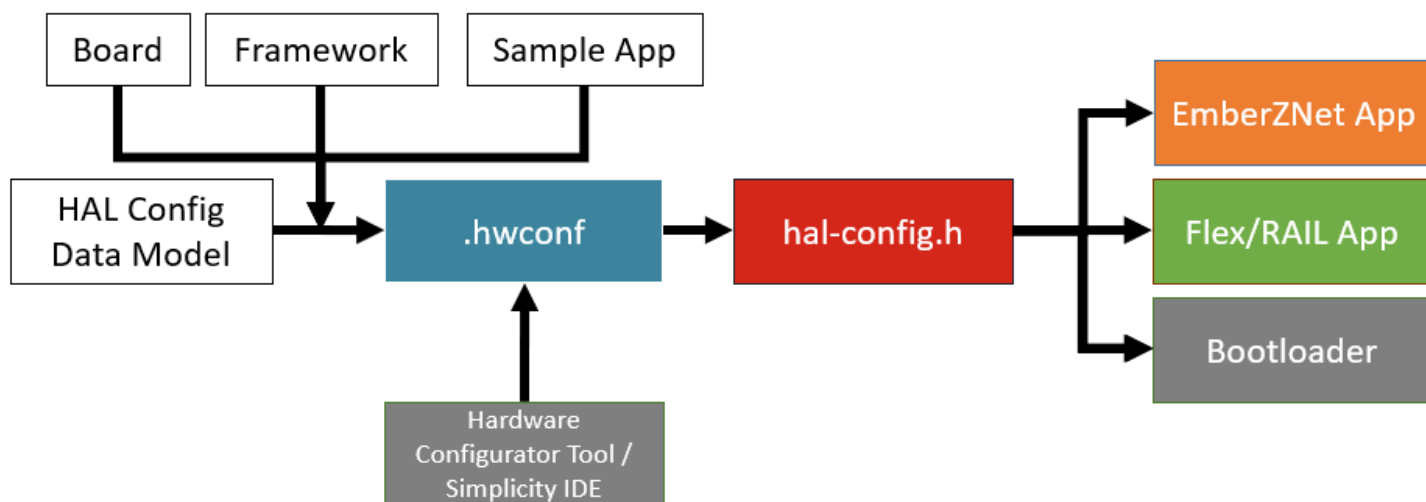 Board
Framework
Sample App
EmberZNet App
HAL Config
Data Model
.hwconf
hal-config.h
Flex/RAIL App
Bootloader
Hardware
Configurator Tool /
Simplicity IDE